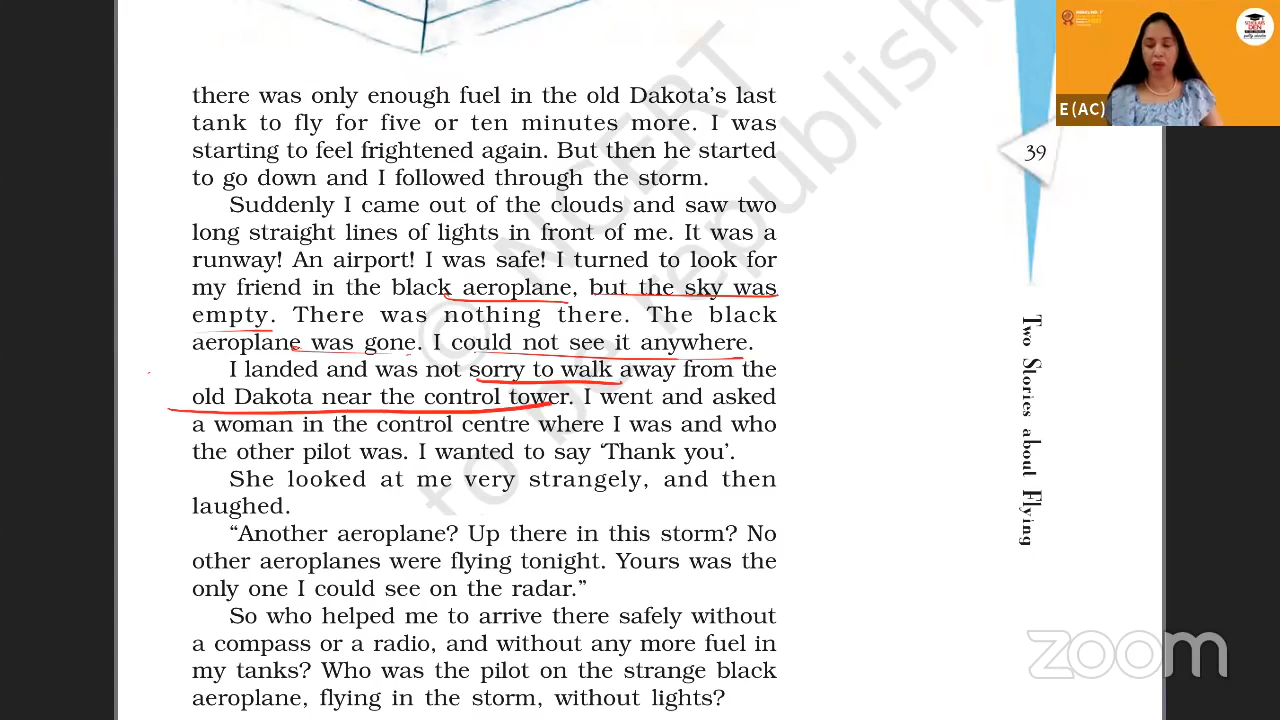 there was only enough fuel in the old Dakota's last
tank to fly for five or ten minutes more. I was
starting to feel frightened again. But then he started
to go down and I followed through the storm.
Suddenly I came out of the clouds and saw two
long straight lines of lights in front of me. It was a
runway! An airport! I was safe! I turned to look for
my friend in the black aeroplane, but the sky was
empty. There was nothing there. The black
aeroplane was gone. I could not see it anywhere.
I landed and was not sorry to walk away from the
old Dakota near the control tower. I went and asked
a woman in the control centre where I was and who
the other pilot was. I wanted to say ‘Thank you’.
She looked at me very strangely, and then
laughed.
“Another aeroplane? Up there in this storm? No
other aeroplanes were flying tonight. Yours was the
only one I could see on the radar.”
So who helped me to arrive there safely without
a compass or a radio, and without any more fuel in
my tanks? Who was the pilot on the strange black
aeroplane, flying in the storm, without lights?
© NCERT
to be republished
39
Two Stories about Flying
E (AC)
SCHOLARS
DEN
zoom